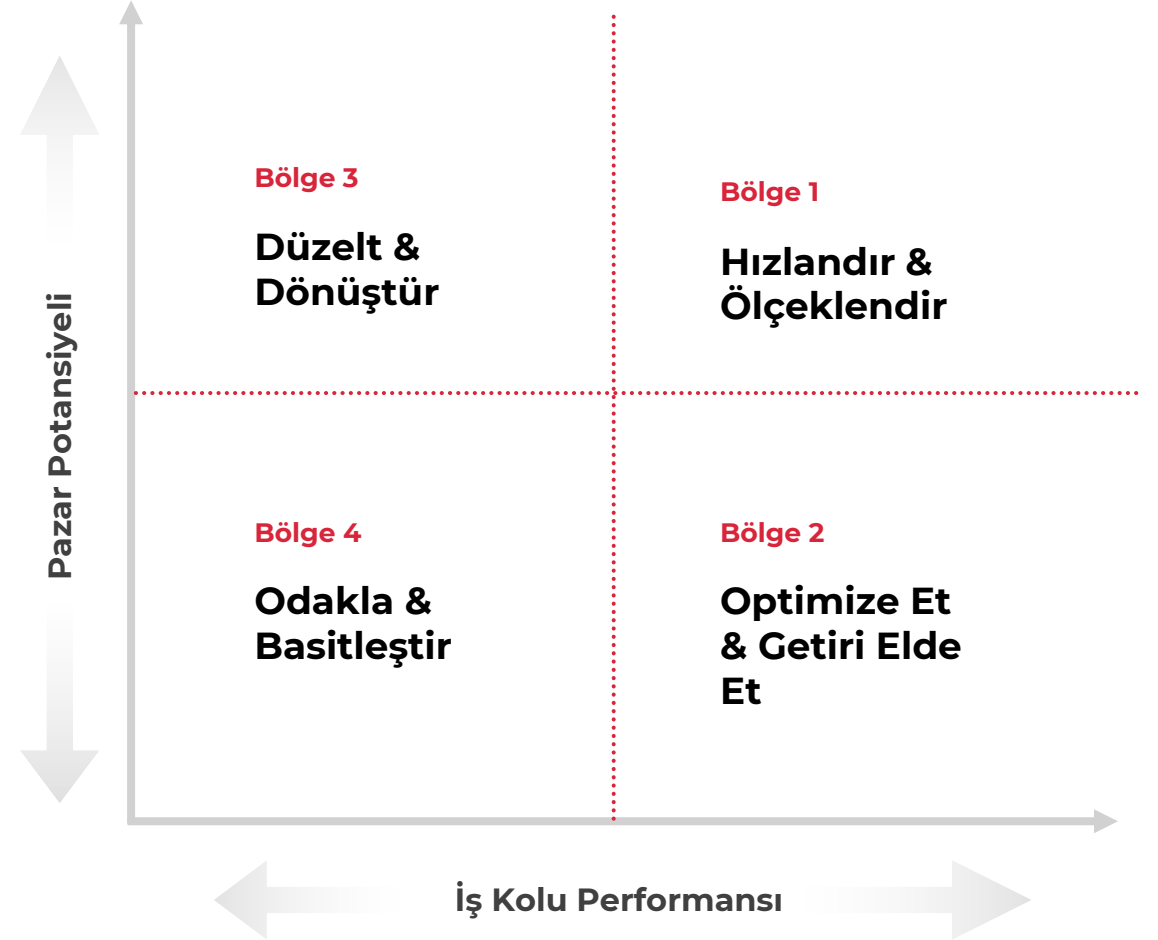 Bölge 3
Düzelt &
Dönüştür
Bölge 1
Hızlandır &
Ölçeklendir
Pazar Potansiyeli
Bölge 4
Odakla &
Basitleştir
Bölge 2
Optimize Et
& Getiri Elde
Et
İş Kolu Performansı